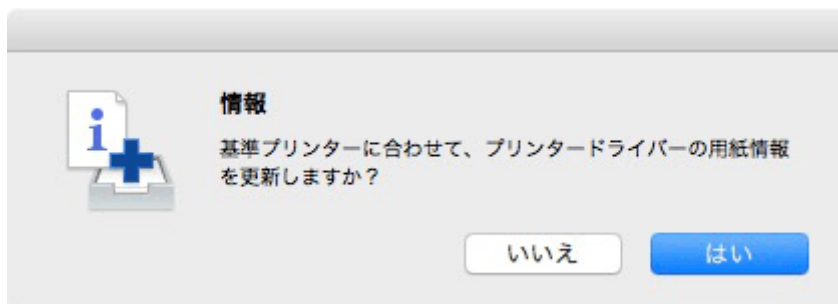 情報
基準プリンターに合わせて、プリンタードライバーの用紙情報
を更新しますか？
いいえ
はい